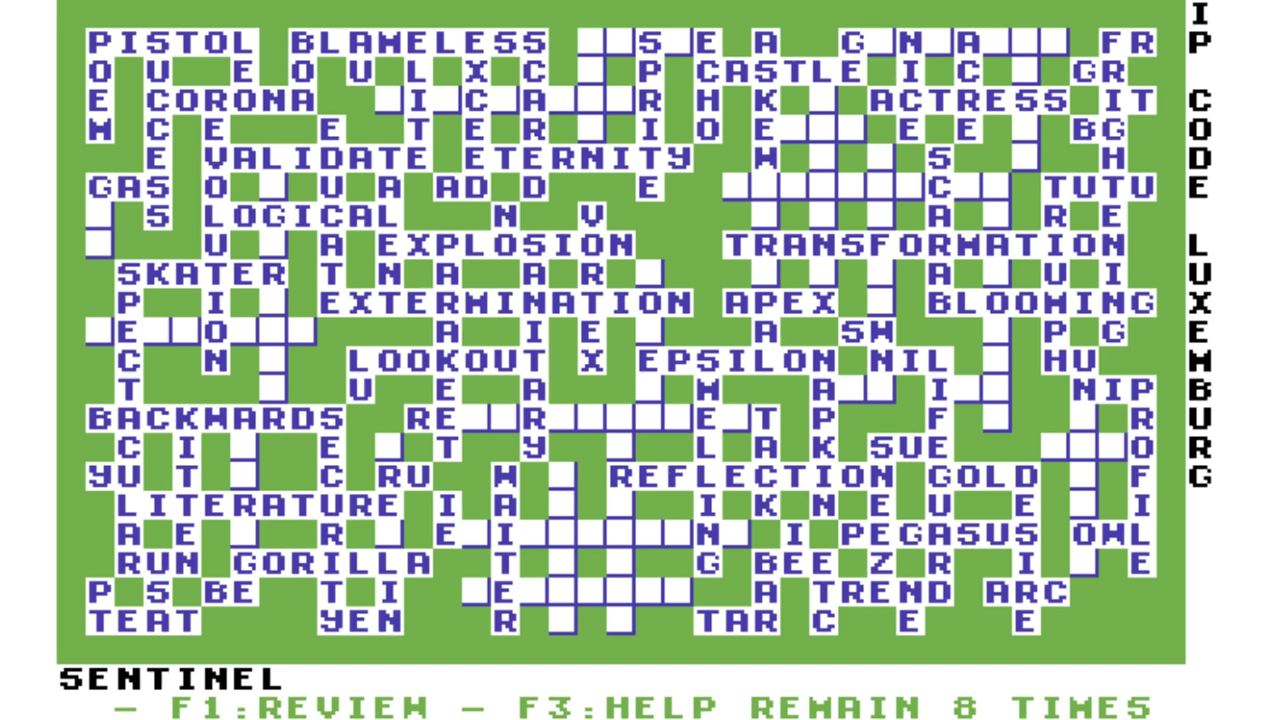 PISTOL BLAMELESS S E A G N A FR
O U E O U L X C P CASTLE I C GR
E CORONA I C A R H K ACTRESS IT
M C E E T E R I O E E E BG
E VALIDATE ETERNITY M S H
GAS O U A AD D E C TUTU
S LOGICAL N V A R E
U A EXPLOSION TRANSFORMATION
SKATER T N A A R A U I
P I EXTERMINATION APEX BLOOMING
E O A I E A SW P G
C N LOOKOUT X EPSILON NIL HU
T U E A M A I NIP
BACKWARDS RE R E T P F R
C I E T Y L A K SUE O
YU T C RU W REFLECTION GOLD F
LITERATURE I A I K N E U E I
A E R E I N I PEGASUS OWL
RUN GORILLA T G BEE Z R I E
P S BE T I E A TREND ARC
TEAT YEN R TAR C E E
SENTINEL
- F1:REVIEW - F3:HELP REMAIN 8 TIMES
IP CODE LUXEMBURG